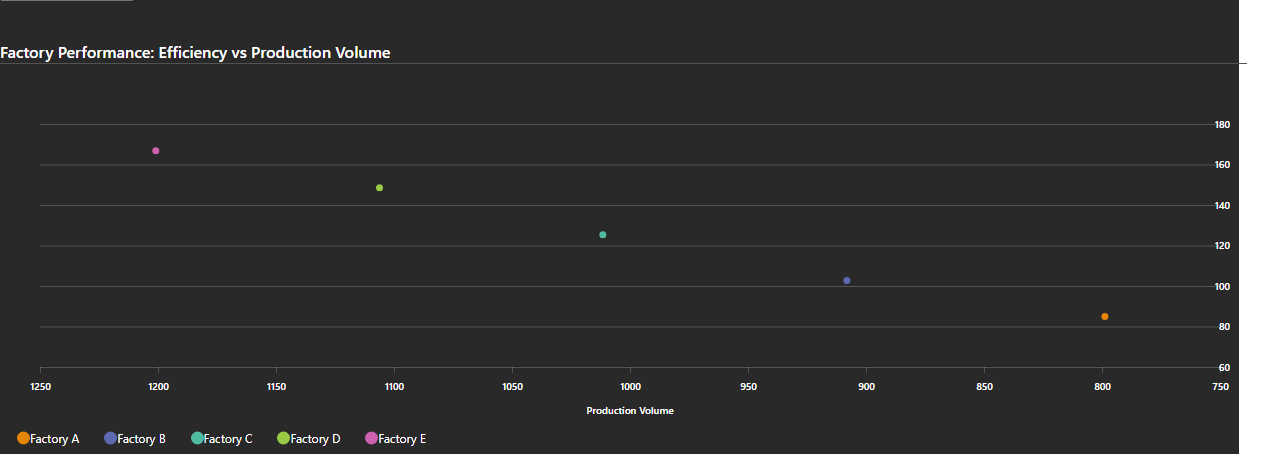 Factory Performance: Efficiency vs Production Volume
180
160
140
120
100
80
60
1250 1200 1150 1100 1050 1000 950 900 850 800 750
Production Volume
Factory A Factory B Factory C Factory D Factory E